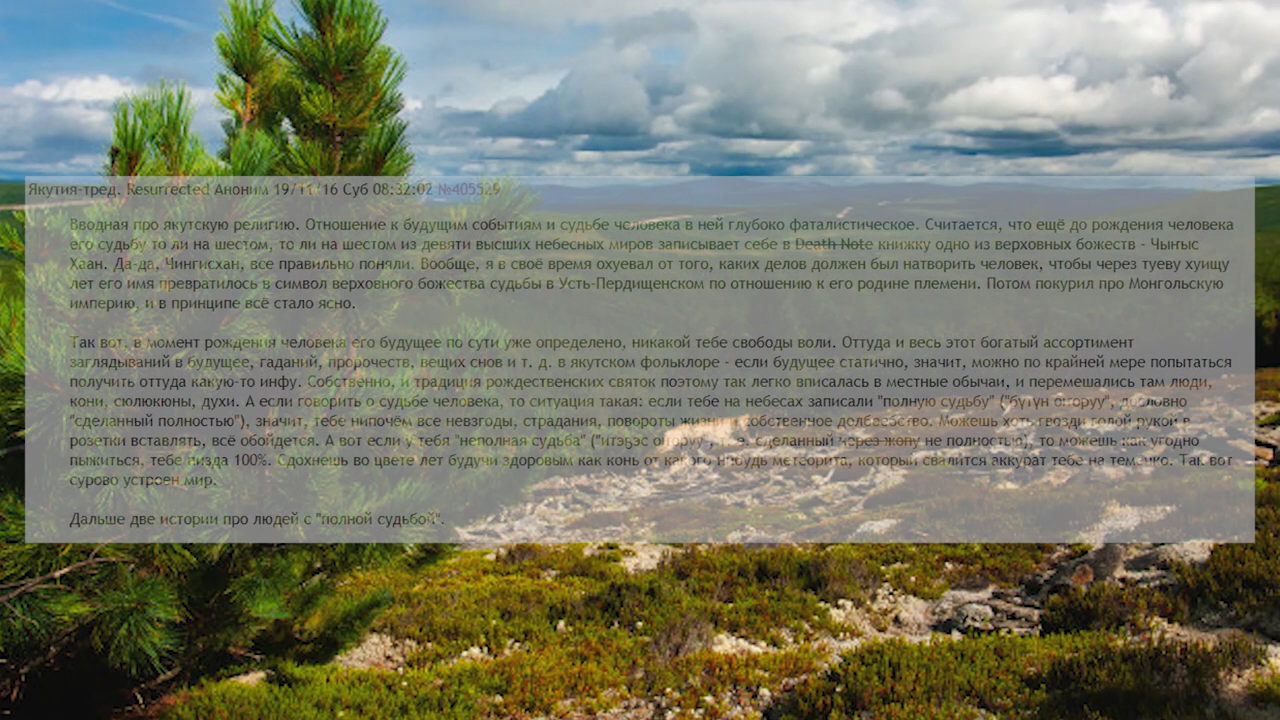 Якутия-тред. Resurrected Аноним 19/11/16 Суб 08:32:02 №405529
Вводная про якутскую религию. Отношение к будущим событиям и судьбе человека в ней глубоко фаталистическое. Считается, что ещё до рождения человека
его судьбу то ли на шестом, то ли на шестом из девяти высших небесных миров записывает себе в Death Note книжку одно из верховных божеств - Чыҥыс
Хаан. Да-да, Чингисхан, все правильно поняли. Вообще, я в своё время охуевал от того, каких делов должен был натворить человек, чтобы через туеву хуищу
лет его имя превратилось в символ верховного божества судьбы в Усть-Пердищенском по отношению к его родине племени. Потом покурил про Монгольскую
империю, и в принципе всё стало ясно.
Так вот, в момент рождения человека его будущее по сути уже определено, никакой тебе свободы воли. Оттуда и весь этот богатый ассортимент
заглядываний в будущее, гаданий, пророчеств, вещих снов и т. д. в якутском фольклоре - если будущее статично, значит, можно по крайней мере попытаться
получить оттуда какую-то инфу. Собственно, и традиция рождественских святок поэтому так легко вписалась в местные обычаи, и перемешались там люди,
кони, сюлюкюны, духи. А если говорить о судьбе человека, то ситуация такая: если тебе на небесах записали "полную судьбу" ("бүтүн оҥоруу", дословно
"сделанный полностью"), значит, тебе нипочём все невзгоды, страдания, повороты жизни, собственное долбоебство. Можешь хоть гвозди голой рукой в
розетки вставлять, всё обойдется. А вот если у тебя "неполная судьба" ("итэҕэс оҥоруу", т. е. сделанный через жопу не полностью), то можешь как угодно
пыжиться, тебе пизда 100%. Сдохнешь во цвете лет будучи здоровым как конь от какого-нибудь метеорита, который свалится аккурат тебе на темечко. Так вот
сурово устроен мир.
Дальше две истории про людей с "полной судьбой".